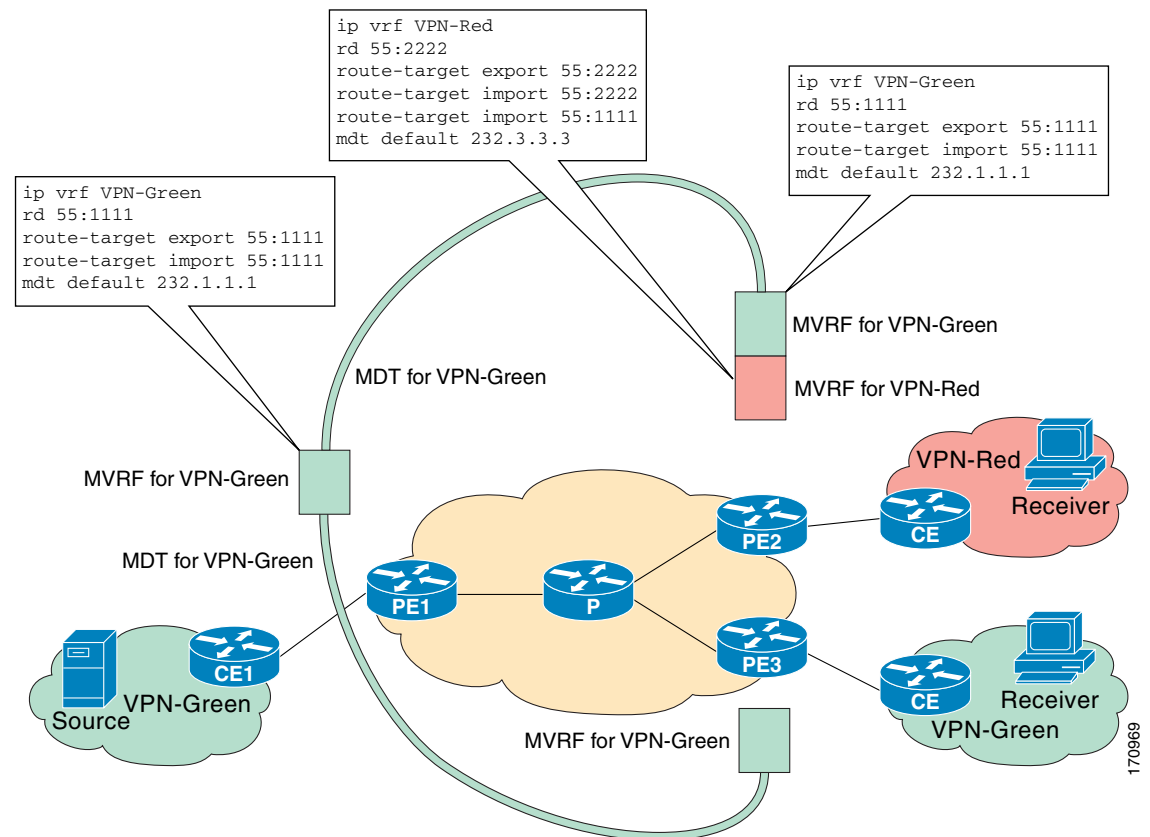 ip vrf VPN-Red
rd 55:2222
route-target export 55:2222
route-target import 55:2222
route-target import 55:1111
mdt default 232.3.3.3
ip vrf VPN-Green
rd 55:1111
route-target export 55:1111
route-target import 55:1111
mdt default 232.1.1.1
ip vrf VPN-Green
rd 55:1111
route-target export 55:1111
route-target import 55:1111
mdt default 232.1.1.1
MVRF for VPN-Green
MDT for VPN-Green
MVRF for VPN-Red
MVRF for VPN-Green
MDT for VPN-Green
VPN-Red
Receiver
CE
PE2
PE1
P
PE3
CE1
VPN-Green
Source
CE
Receiver
VPN-Green
MVRF for VPN-Green
170969